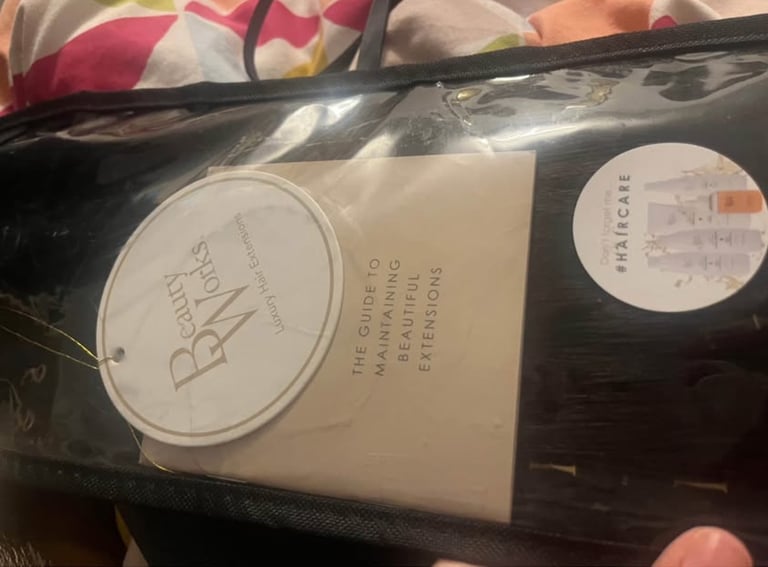 Beauty
Works
Luxury Hair Extensions
THE GUIDE TO
MAINTAINING
BEAUTIFUL
EXTENSIONS
Don't forget me...
#HAIRCARE